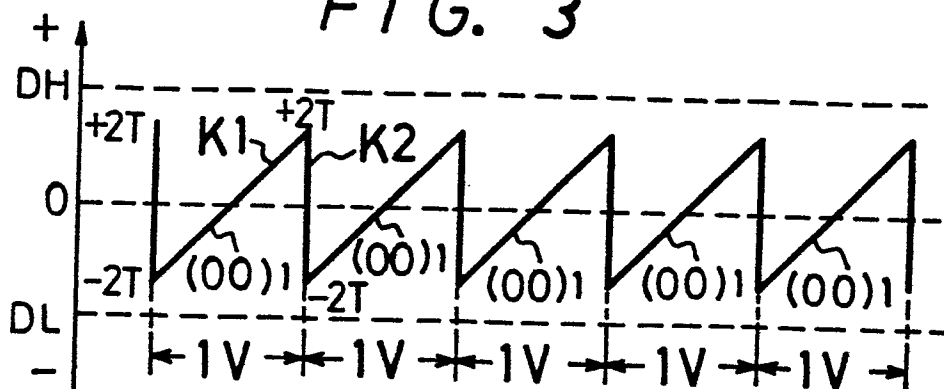 FIG. 3
+
DH
+2T K1 +2T K2
0
-2T (00)1 -2T (00)1 (00)1 (00)1 (00)1
DL
- 1V 1V 1V 1V 1V